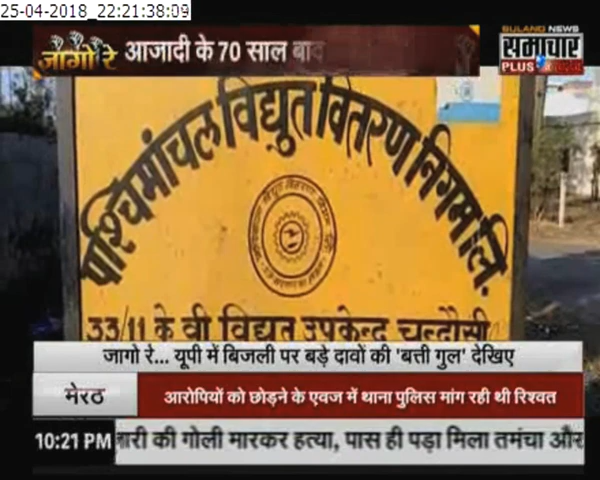 25-04-2018_22:21:38:09
जागो रे आजादी के 70 साल बाद
SULAND NEWS
समाचार
PLUS
पश्चिमांचल विद्युत वितरण निगम लि.
33/11 के वी विद्युत उपकेन्द्र चन्दौसी
जागो रे... यूपी में बिजली पर बड़े दावों की 'बत्ती गुल' देखिए
मेरठ आरोपियों को छोड़ने के एवज में थाना पुलिस मांग रही थी रिश्वत
10:21 PM की गोली मारकर हत्या, पास ही पड़ा मिला तमंचा और